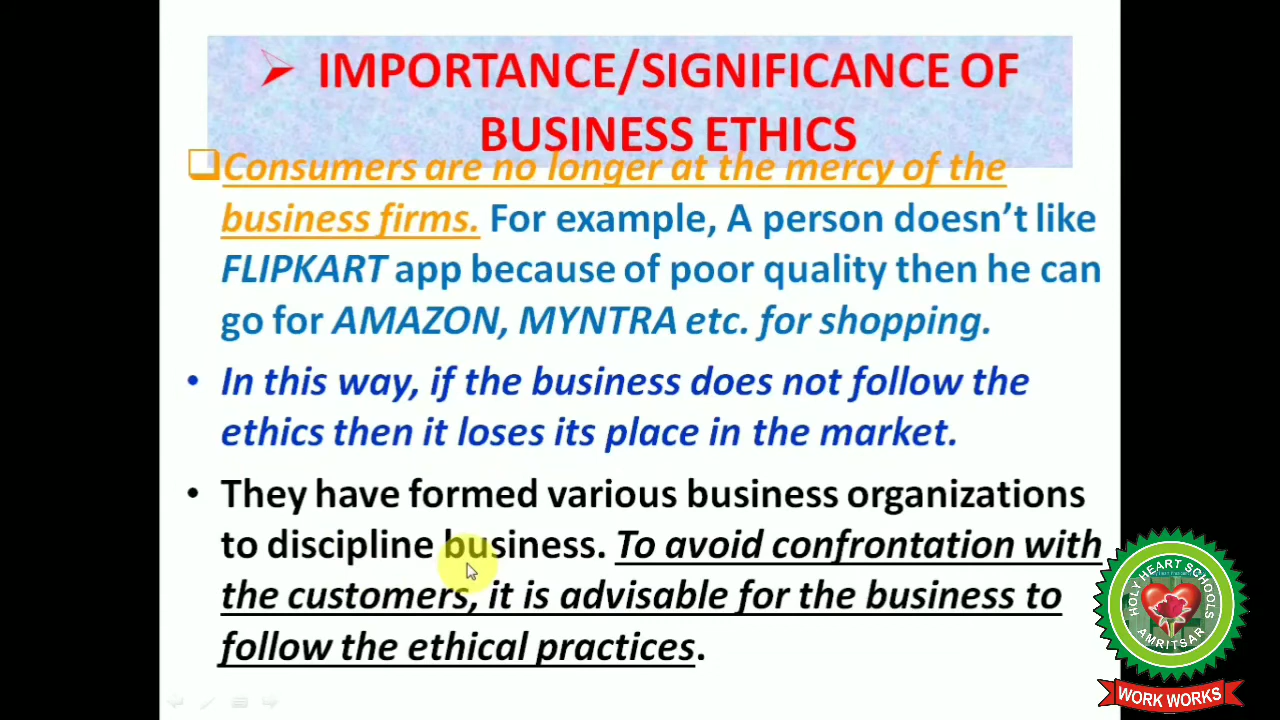 ➢ IMPORTANCE/SIGNIFICANCE OF
BUSINESS ETHICS
❑Consumers are no longer at the mercy of the
business firms. For example, A person doesn't like
FLIPKART app because of poor quality then he can
go for AMAZON, MYNTRA etc. for shopping.
• In this way, if the business does not follow the
ethics then it loses its place in the market.
• They have formed various business organizations
to discipline business. To avoid confrontation with
the customers, it is advisable for the business to
follow the ethical practices.
HOLY HEART SCHOOLS
AMRITSAR
WORK WORKS